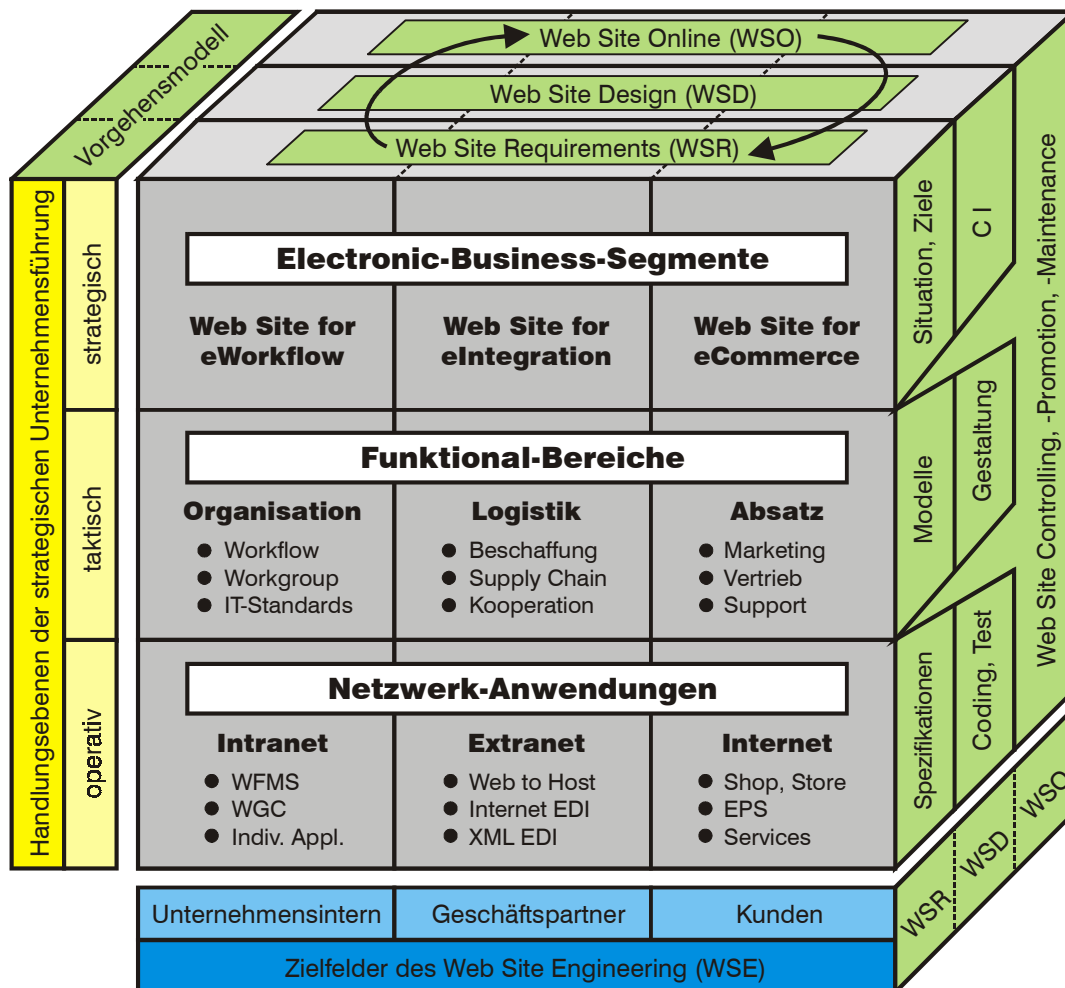 Vorgehensmodell
Web Site Online (WSO)
Web Site Design (WSD)
Web Site Requirements (WSR)
Handlungsebenen der strategischen Unternehmensführung
strategisch
taktisch
operativ
Electronic-Business-Segmente
Web Site for
eWorkflow
Web Site for
eIntegration
Web Site for
eCommerce
Funktional-Bereiche
Organisation
● Workflow
● Workgroup
● IT-Standards
Logistik
● Beschaffung
● Supply Chain
● Kooperation
Absatz
● Marketing
● Vertrieb
● Support
Netzwerk-Anwendungen
Intranet
● WFMS
● WGC
● Indiv. Appl.
Extranet
● Web to Host
● Internet EDI
● XML EDI
Internet
● Shop, Store
● EPS
● Services
Situation, Ziele
C I
Modelle
Gestaltung
Spezifikationen
Coding, Test
Web Site Controlling, -Promotion, -Maintenance
WSR
WSD
WSO
Unternehmensintern
Geschäftspartner
Kunden
Zielfelder des Web Site Engineering (WSE)